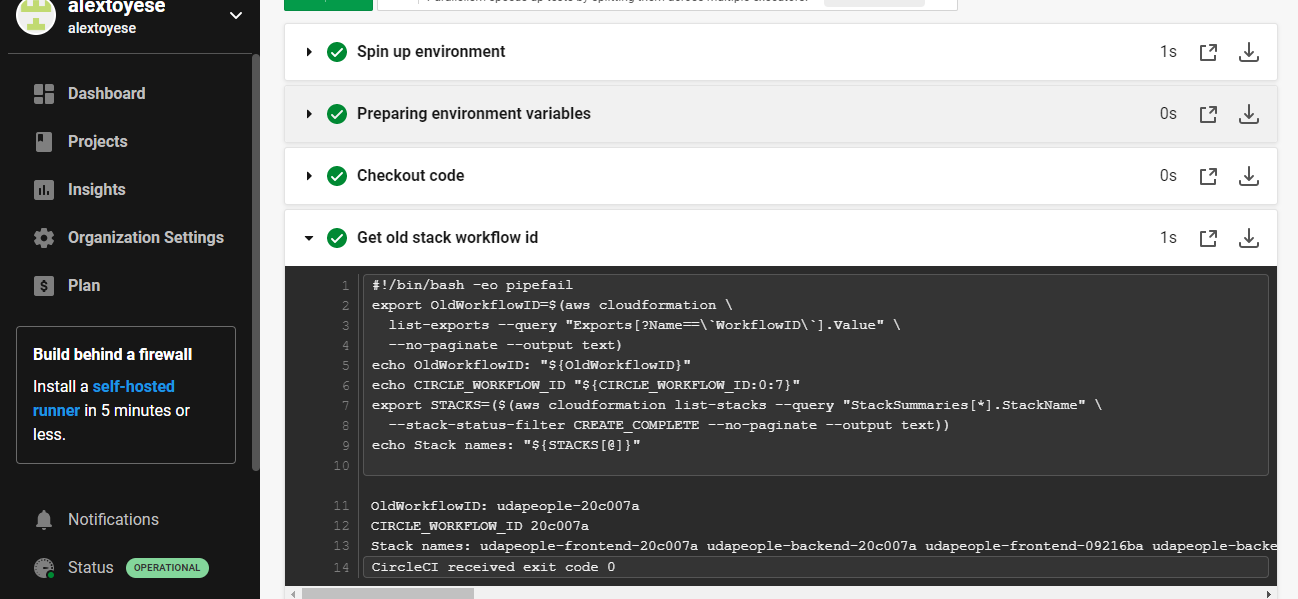 alextoyese
alextoyese
Dashboard
Projects
Insights
Organization Settings
Plan
Build behind a firewall
Install a self-hosted
runner in 5 minutes or
less.
Notifications
Status OPERATIONAL
Spin up environment 1s
Preparing environment variables 0s
Checkout code 0s
Get old stack workflow id 1s
1 #!/bin/bash -eo pipefail
2 export OldWorkflowID=$(aws cloudformation \
3 list-exports --query "Exports[?Name==\`WorkflowID\`].Value" \
4 --no-paginate --output text)
5 echo OldWorkflowID: "${OldWorkflowID}"
6 echo CIRCLE_WORKFLOW_ID "${CIRCLE_WORKFLOW_ID:0:7}"
7 export STACKS=($(aws cloudformation list-stacks --query "StackSummaries[*].StackName" \
8 --stack-status-filter CREATE_COMPLETE --no-paginate --output text))
9 echo Stack names: "${STACKS[@]}"
10
11 OldWorkflowID: udapeople-20c007a
12 CIRCLE_WORKFLOW_ID 20c007a
13 Stack names: udapeople-frontend-20c007a udapeople-backend-20c007a udapeople-frontend-09216ba udapeople-backe
14 CircleCI received exit code 0